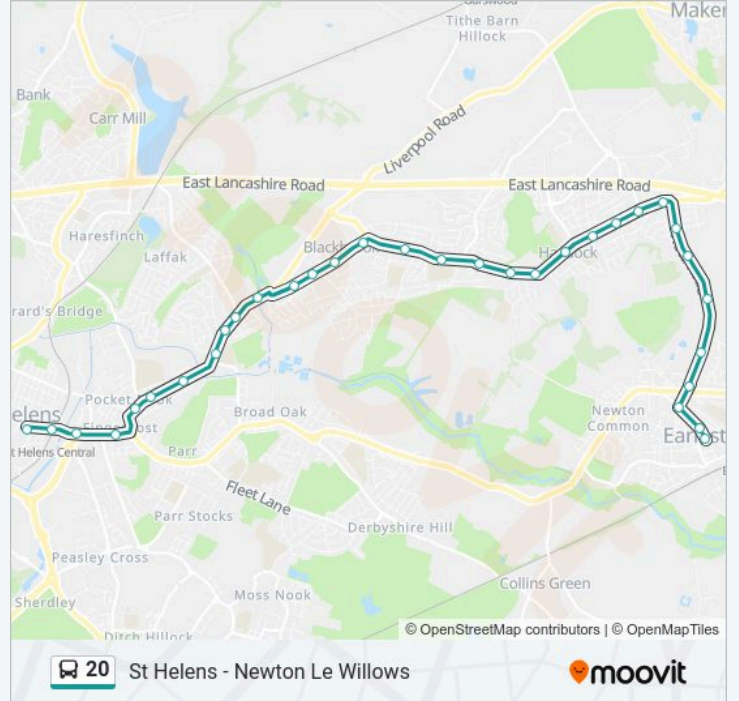 Garswood
Maker
Tithe Barn
Hillock
Bank
Carr Mill
Liverpool Road
East Lancashire Road
East Lancashire Road
Haresfinch
Laffak
rard's Bridge
Pocket
elens
t Helens Central
Broad Oak
Newton
Common
Earl
Parr
Fleet Lane
Parr Stocks
Derbyshire Hill
Peasley Cross
Collins Green
Moss Nook
Sherdley
Ditch Hillock
© OpenStreetMap contributors | © OpenMapTiles
20 St Helens - Newton Le Willows
moovit